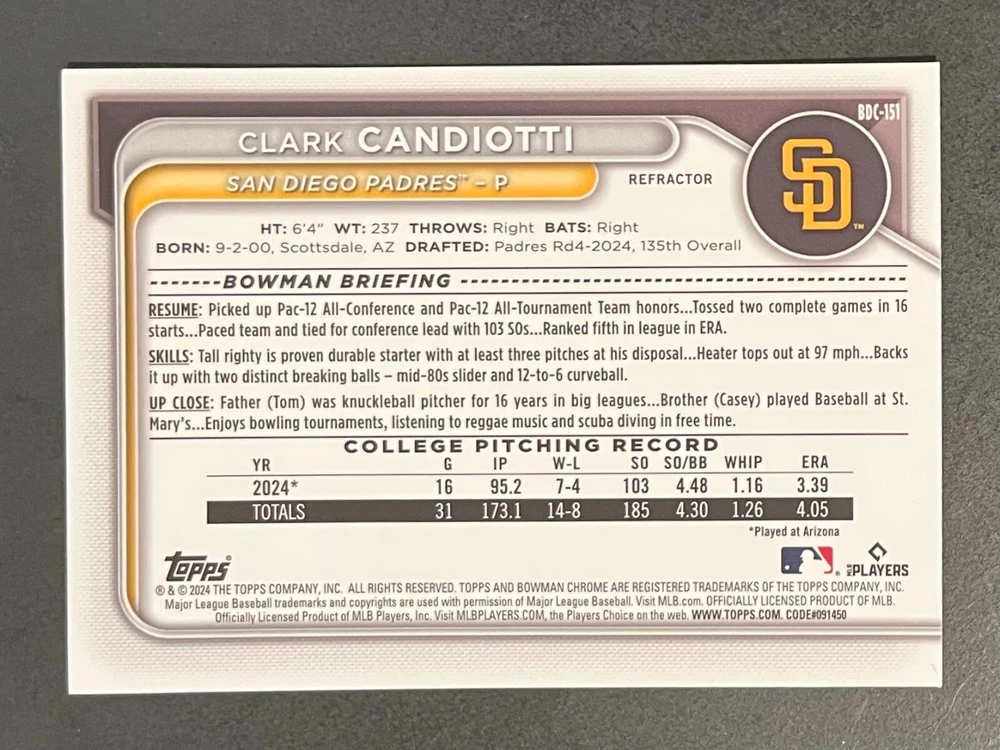 BDC-151
CLARK CANDIOTTI
SAN DIEGO PADRES™ – P
REFRACTOR
SD™
HT: 6'4" WT: 237 THROWS: Right BATS: Right
BORN: 9-2-00, Scottsdale, AZ DRAFTED: Padres Rd4-2024, 135th Overall
BOWMAN BRIEFING
RESUME: Picked up Pac-12 All-Conference and Pac-12 All-Tournament Team honors...Tossed two complete games in 16
starts...Paced team and tied for conference lead with 103 SOs...Ranked fifth in league in ERA.
SKILLS: Tall righty is proven durable starter with at least three pitches at his disposal...Heater tops out at 97 mph...Backs
it up with two distinct breaking balls – mid-80s slider and 12-to-6 curveball.
UP CLOSE: Father (Tom) was knuckleball pitcher for 16 years in big leagues...Brother (Casey) played Baseball at St.
Mary's...Enjoys bowling tournaments, listening to reggae music and scuba diving in free time.
COLLEGE PITCHING RECORD
YR G IP W-L SO SO/BB WHIP ERA
2024* 16 95.2 7-4 103 4.48 1.16 3.39
TOTALS 31 173.1 14-8 185 4.30 1.26 4.05
*Played at Arizona
Topps®
MLB PLAYERS
® & © 2024 THE TOPPS COMPANY, INC. ALL RIGHTS RESERVED. TOPPS AND BOWMAN CHROME ARE REGISTERED TRADEMARKS OF THE TOPPS COMPANY, INC.
Major League Baseball trademarks and copyrights are used with permission of Major League Baseball. Visit MLB.com. OFFICIALLY LICENSED PRODUCT OF MLB.
Officially Licensed Product of MLB Players, Inc. Visit MLBPLAYERS.COM, the Players Choice on the web. WWW.TOPPS.COM. CODE#091450